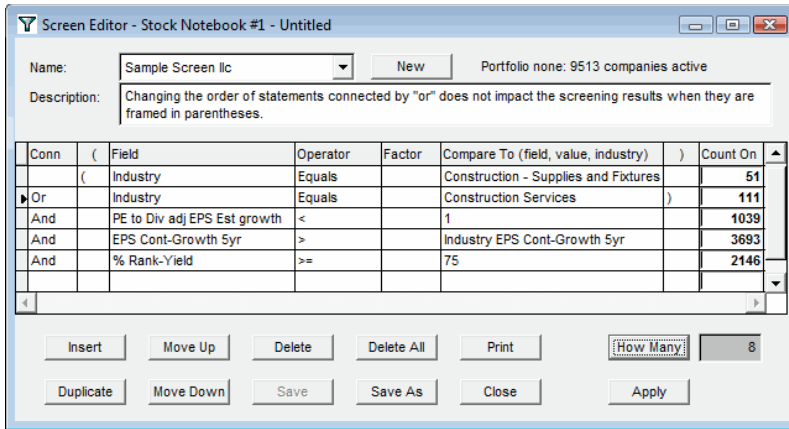 Screen Editor - Stock Notebook #1 - Untitled
Name: Sample Screen llc New Portfolio none: 9513 companies active
Description: Changing the order of statements connected by "or" does not impact the screening results when they are
framed in parentheses.
Conn ( Field Operator Factor Compare To (field, value, industry) ) Count On
( Industry Equals Construction - Supplies and Fixtures 51
Or Industry Equals Construction Services ) 111
And PE to Div adj EPS Est growth < 1 1039
And EPS Cont-Growth 5yr > Industry EPS Cont-Growth 5yr 3693
And % Rank-Yield >= 75 2146
Insert Move Up Delete Delete All Print How Many 8
Duplicate Move Down Save Save As Close Apply